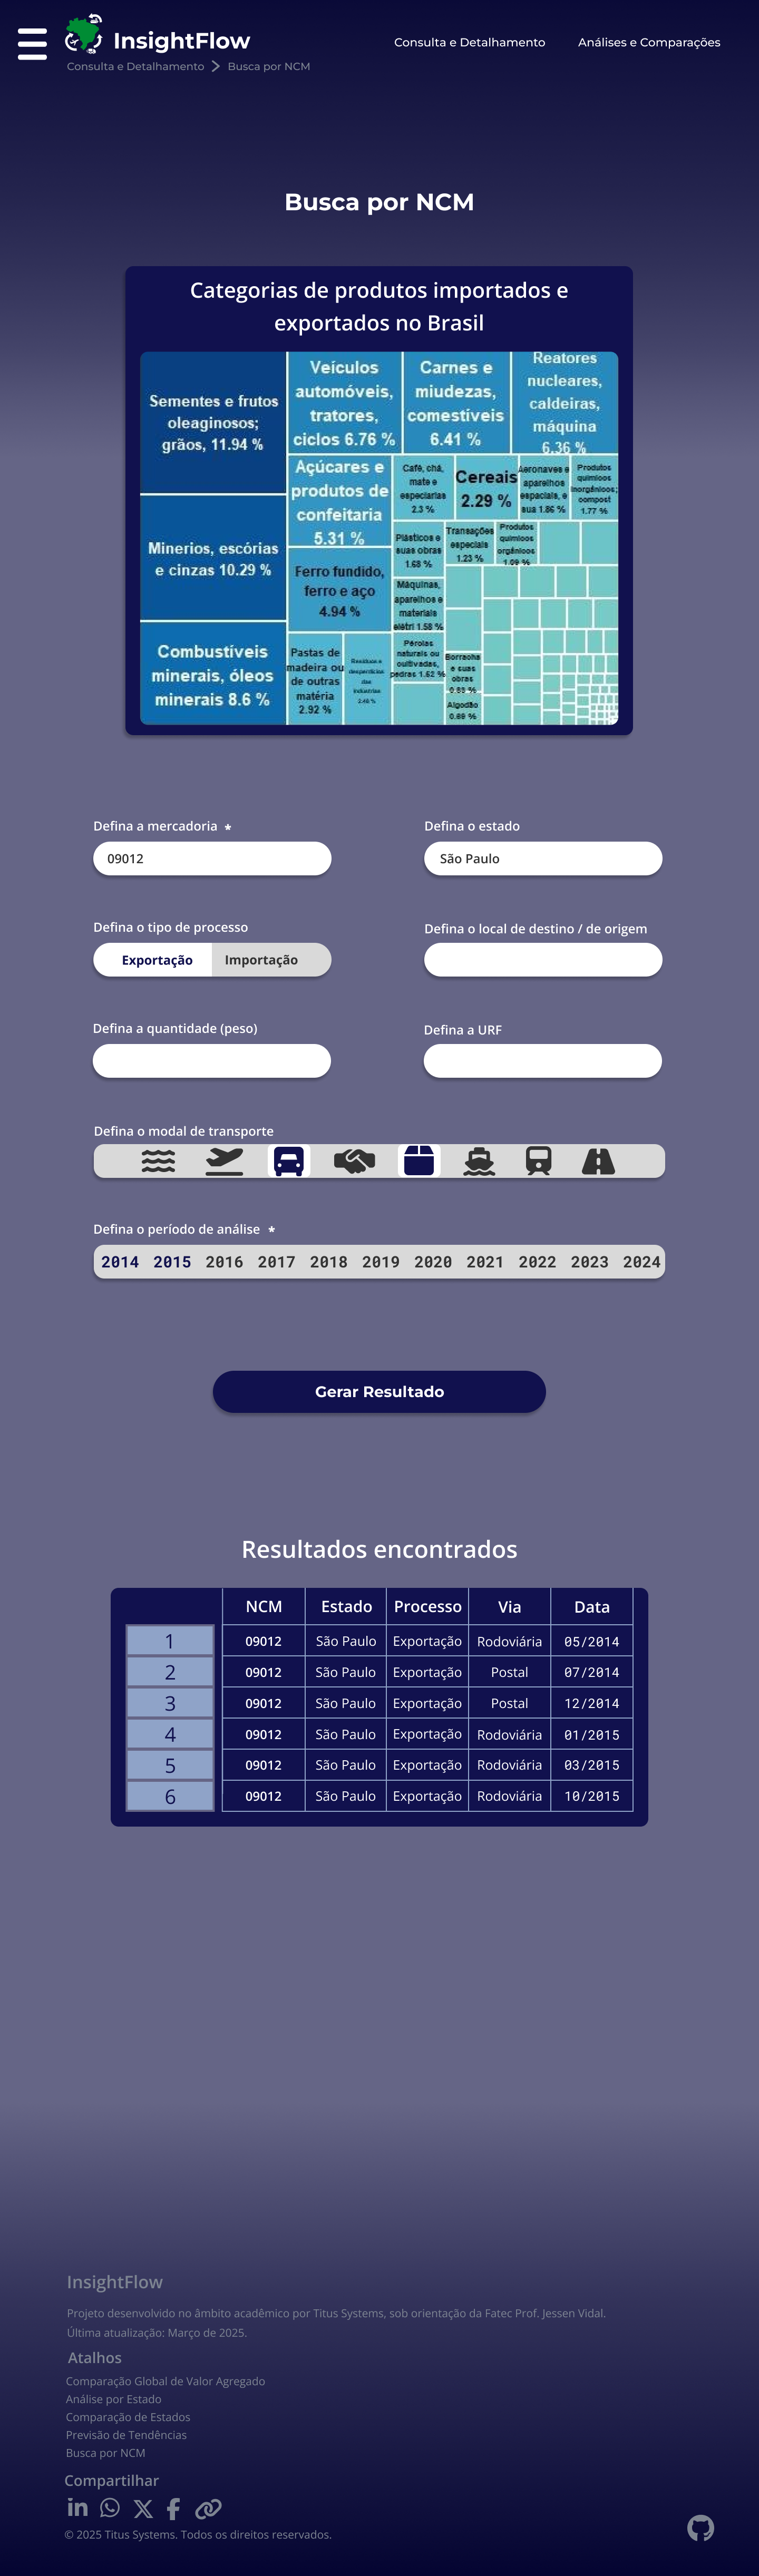 InsightFlow
Consulta e Detalhamento
Análises e Comparações
Consulta e Detalhamento
Busca por NCM
Busca por NCM
Categorias de produtos importados e
exportados no Brasil
Sementes e frutos
oleaginosos;
grãos, 11.94 %
Minerios, escórias
e cinzas 10.29 %
Combustíveis
minerais, óleos
minerais 8.6 %
Veículos
automóveis,
tratores,
ciclos 6.76 %
Carnes e
miudezas,
comestíveis
6.41 %
Reatores
nucleares,
caldeiras,
máquina
6.36 %
Açúcares e
produtos de
confeitaria
5.31 %
Ferro fundido,
ferro e aço
4.94 %
Pastas de
madeira ou
de outras
matéria
2.92 %
Resíduos e
desperdícios
das
indústrias
2.46 %
Café, chá,
mate e
especiarias
2.3 %
Cereais
2.29 %
Aeronaves e
aparelhos
espaciais, e
sua 1.86 %
Produtos
químicos
inorgânicos;
compost
1.77 %
Plásticos e
suas obras
1.68 %
Transações
especiais
1.23 %
Produtos
químicos
orgânicos
1.09 %
Máquinas,
aparelhos e
materiais
elétri 1.58 %
Pérolas
naturais ou
cultivadas,
pedras 1.52 %
Borracha
e suas
obras
0.88 %
Algodão
0.69 %
Defina a mercadoria *
09012
Defina o estado
São Paulo
Defina o tipo de processo
Exportação Importação
Defina o local de destino / de origem
Defina a quantidade (peso)
Defina a URF
Defina o modal de transporte
Defina o período de análise *
2014 2015 2016 2017 2018 2019 2020 2021 2022 2023 2024
Gerar Resultado
Resultados encontrados
NCM Estado Processo Via Data
1 09012 São Paulo Exportação Rodoviária 05/2014
2 09012 São Paulo Exportação Postal 07/2014
3 09012 São Paulo Exportação Postal 12/2014
4 09012 São Paulo Exportação Rodoviária 01/2015
5 09012 São Paulo Exportação Rodoviária 03/2015
6 09012 São Paulo Exportação Rodoviária 10/2015
InsightFlow
Projeto desenvolvido no âmbito acadêmico por Titus Systems, sob orientação da Fatec Prof. Jessen Vidal.
Última atualização: Março de 2025.
Atalhos
Comparação Global de Valor Agregado
Análise por Estado
Comparação de Estados
Previsão de Tendências
Busca por NCM
Compartilhar
© 2025 Titus Systems. Todos os direitos reservados.